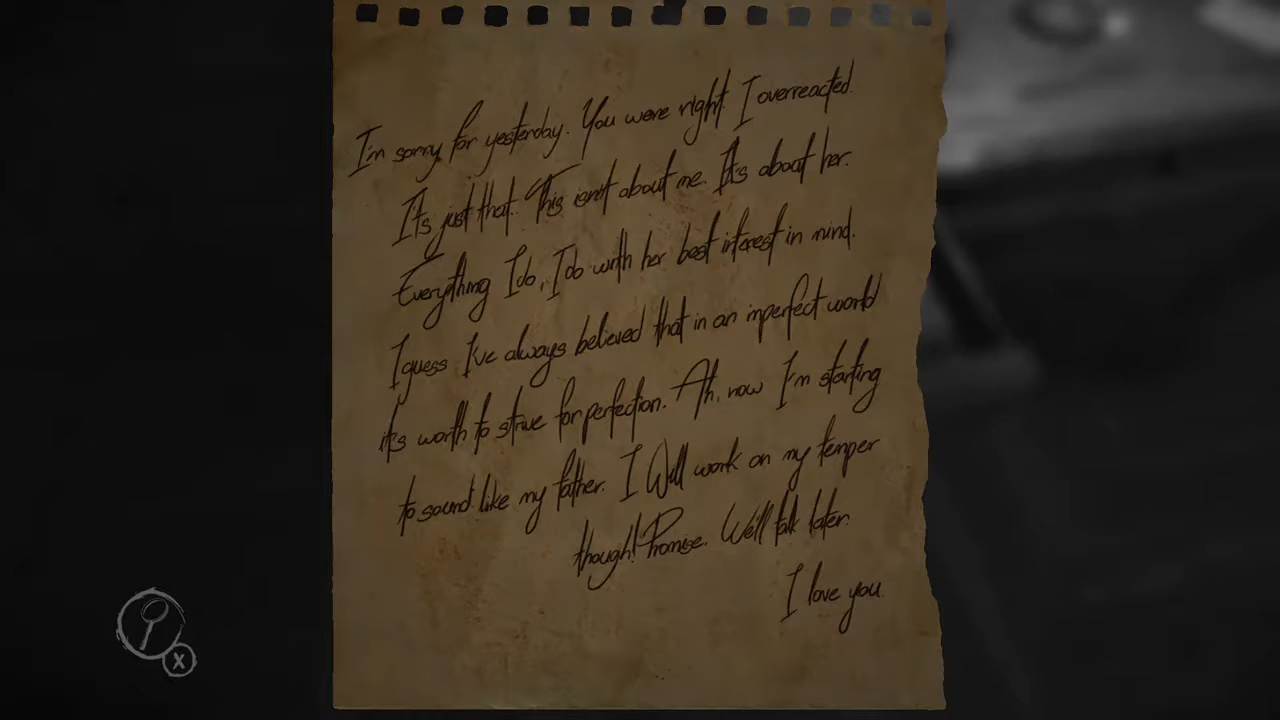 I'm sorry for yesterday. You were right. I overreacted.
It's just that.. This isn't about me. It's about her.
Everything I do, I do with her best interest in mind.
I guess I've always believed that in an imperfect world
it's worth to strive for perfection. Ah, now I'm starting
to sound like my father. I Will work on my temper
though! Promise. We'll talk later.
I love you.
X